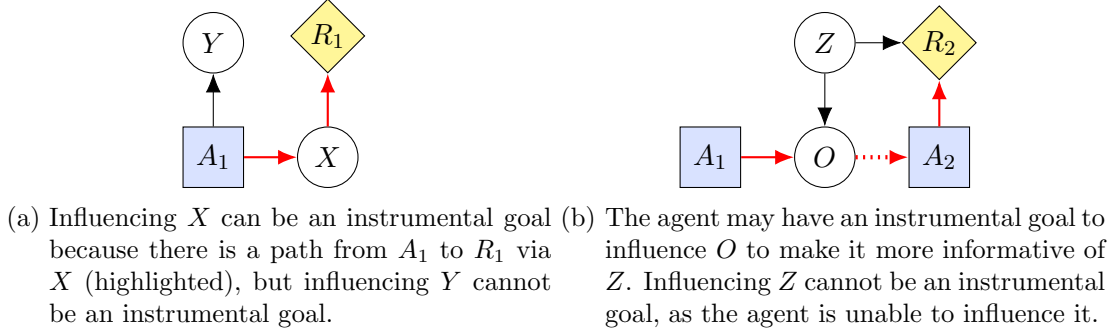 Y
R₁
A₁
X
Z
R₂
A₁
O
A₂
(a) Influencing X can be an instrumental goal
because there is a path from A₁ to R₁ via
X (highlighted), but influencing Y cannot
be an instrumental goal.
(b) The agent may have an instrumental goal to
influence O to make it more informative of
Z. Influencing Z cannot be an instrumental
goal, as the agent is unable to influence it.